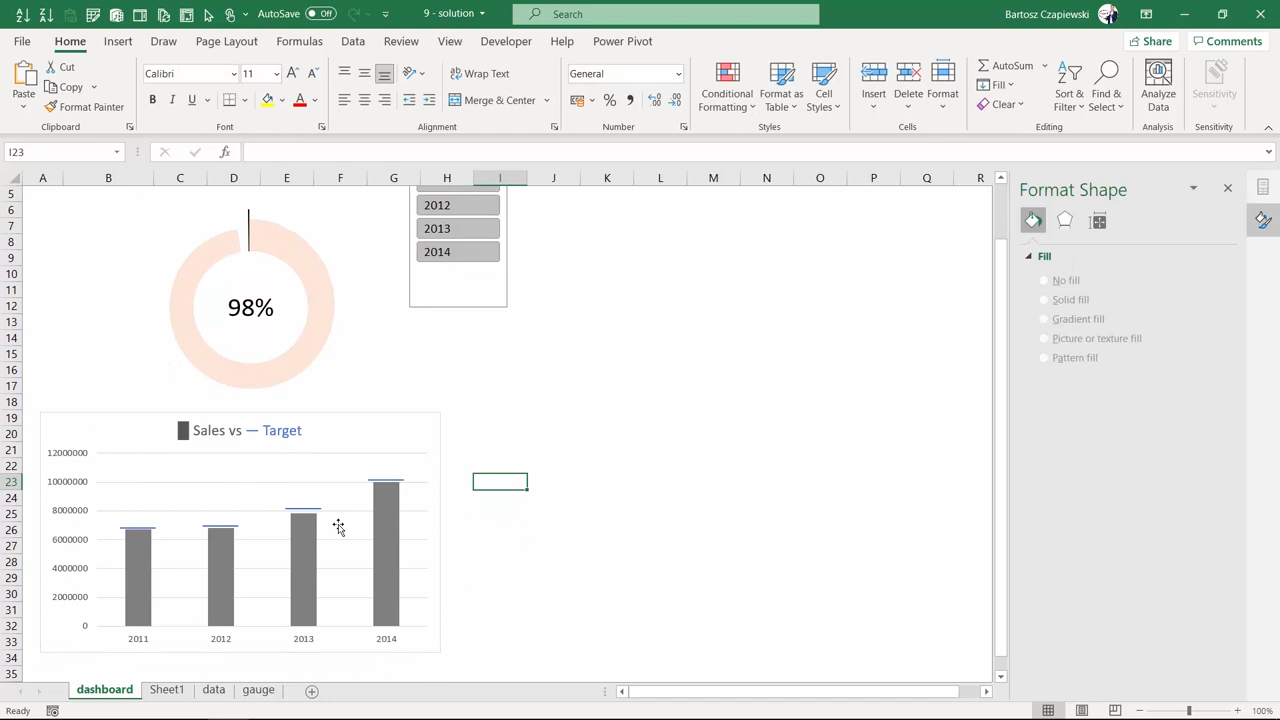 AutoSave Off 9 - solution Search Bartosz Czapiewski
File Home Insert Draw Page Layout Formulas Data Review View Developer Help Power Pivot Share Comments
Paste Cut Copy Format Painter Clipboard
Calibri 11 B I U A Font
Wrap Text Merge & Center Alignment
General % Number
Conditional Formatting Format as Table Cell Styles Styles
Insert Delete Format Cells
AutoSum Fill Clear Sort & Filter Find & Select Editing
Analyze Data Analysis
Sensitivity Sensitivity
I23 fx
A B C D E F G H I J K L M N O P Q R
5
6
7
8
9
10
11
12
13
14
15
16
17
18
19
20
21
22
23
24
25
26
27
28
29
30
31
32
33
34
35
2012
2013
2014
98%
Sales vs Target
12000000
10000000
8000000
6000000
4000000
2000000
0
2011 2012 2013 2014
Format Shape
Fill
No fill
Solid fill
Gradient fill
Picture or texture fill
Pattern fill
dashboard Sheet1 data gauge
Ready 100%